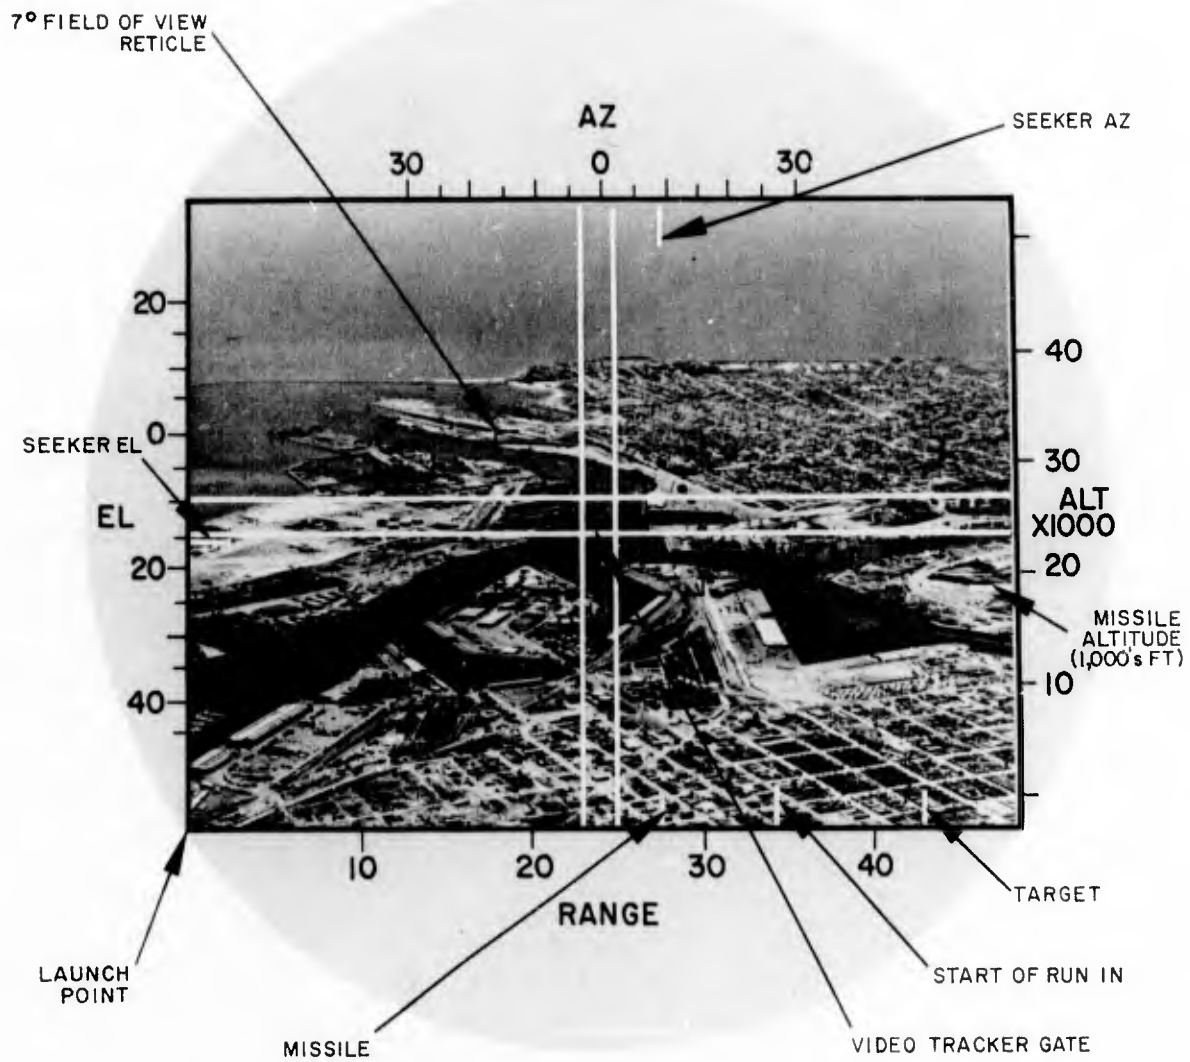 7° FIELD OF VIEW
RETICLE
AZ
SEEKER AZ
30
0
30
20
40
0
SEEKER EL
30
EL
ALT
X1000
20
20
MISSILE
ALTITUDE
(1,000's FT)
10
40
10
20
30
40
RANGE
TARGET
LAUNCH
POINT
START OF RUN IN
MISSILE
VIDEO TRACKER GATE